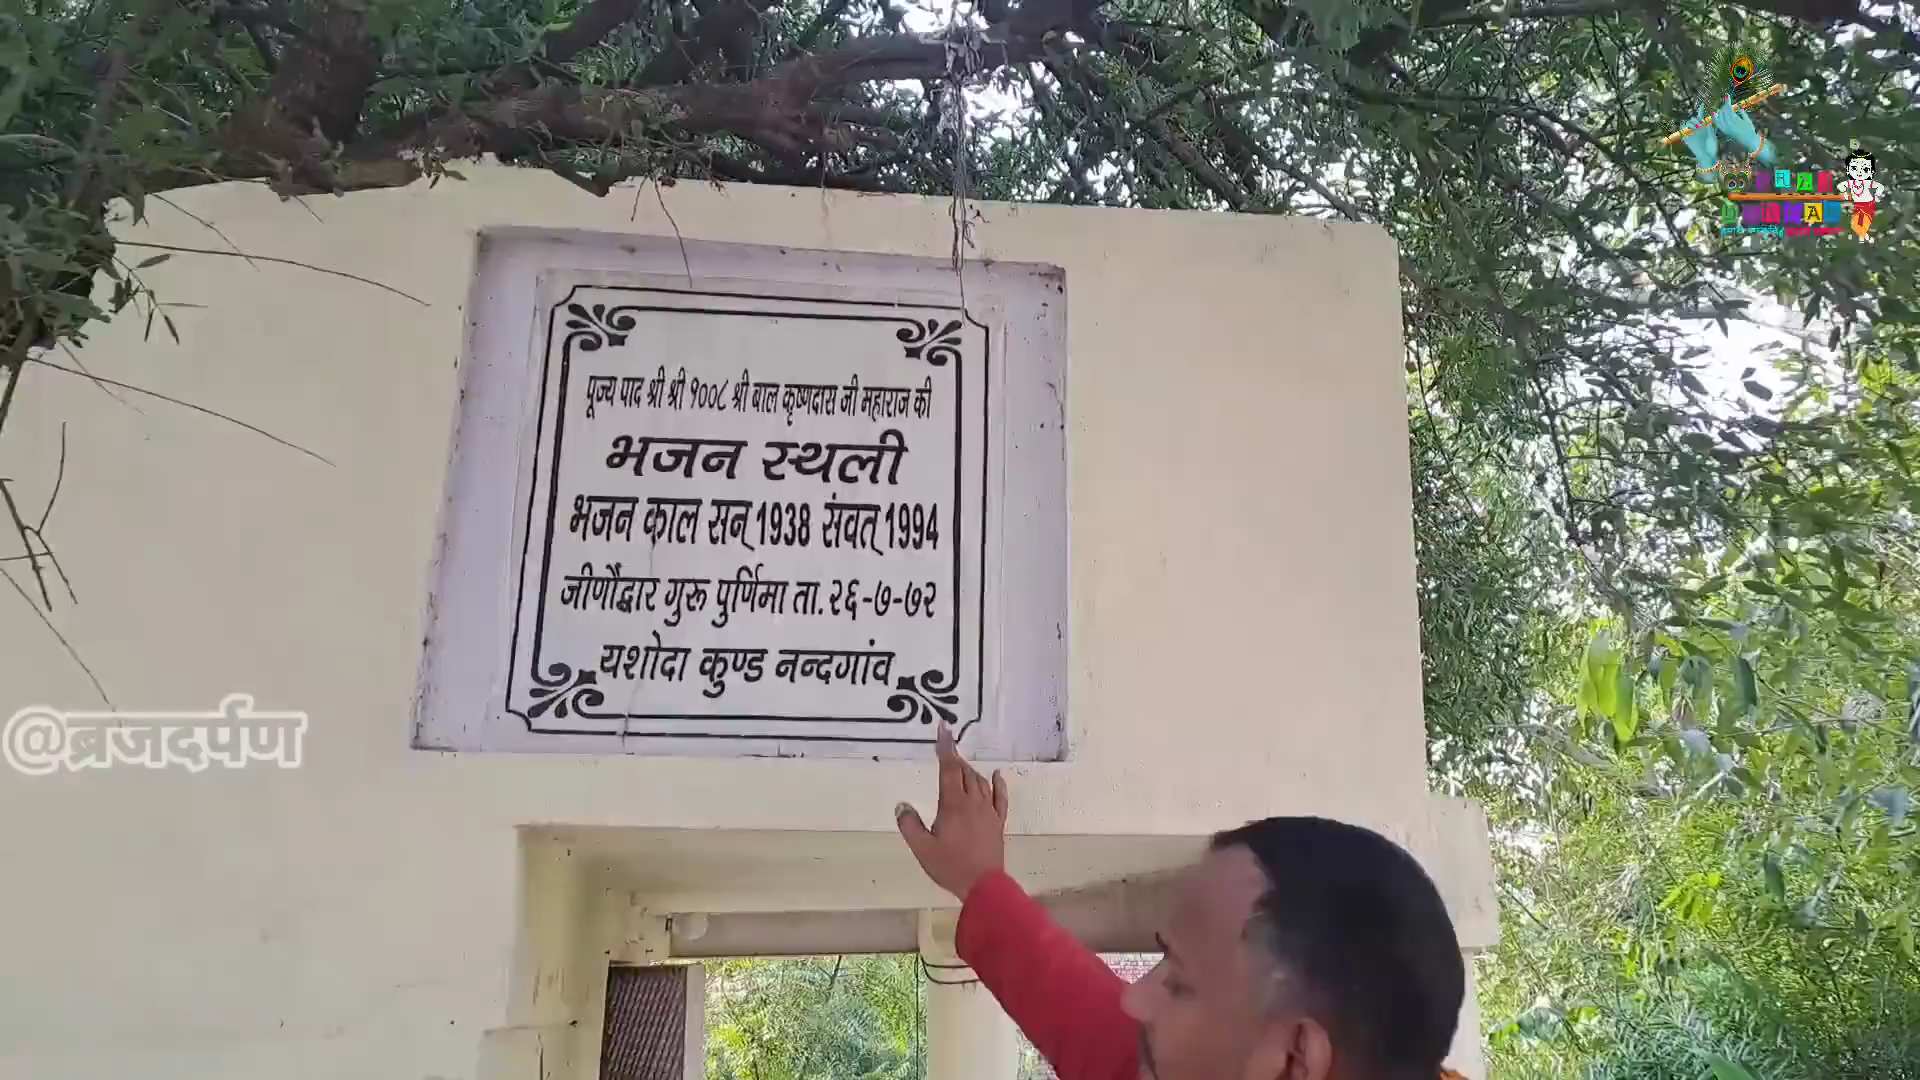 पूज्य पाद श्री श्री १००८ श्री बाल कृष्णदास जी महाराज की
भजन स्थली
भजन काल सन् 1938 संवत् 1994
जीर्णोद्धार गुरू पुर्णिमा ता. २६-७-७२
यशोदा कुण्ड नन्दगांव
@ब्रजदर्पण